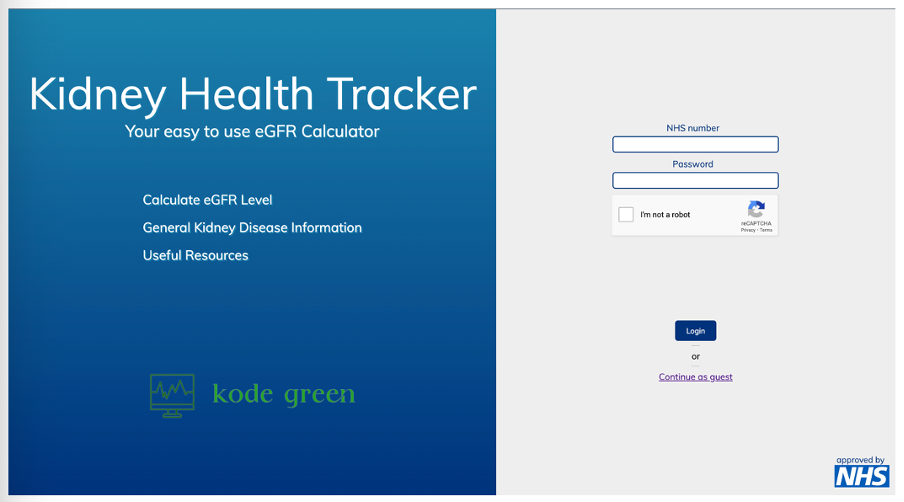 Kidney Health Tracker
Your easy to use eGFR Calculator
Calculate eGFR Level
General Kidney Disease Information
Useful Resources
kode green
NHS number
Password
I'm not a robot
reCAPTCHA
Privacy - Terms
Login
or
Continue as guest
approved by
NHS